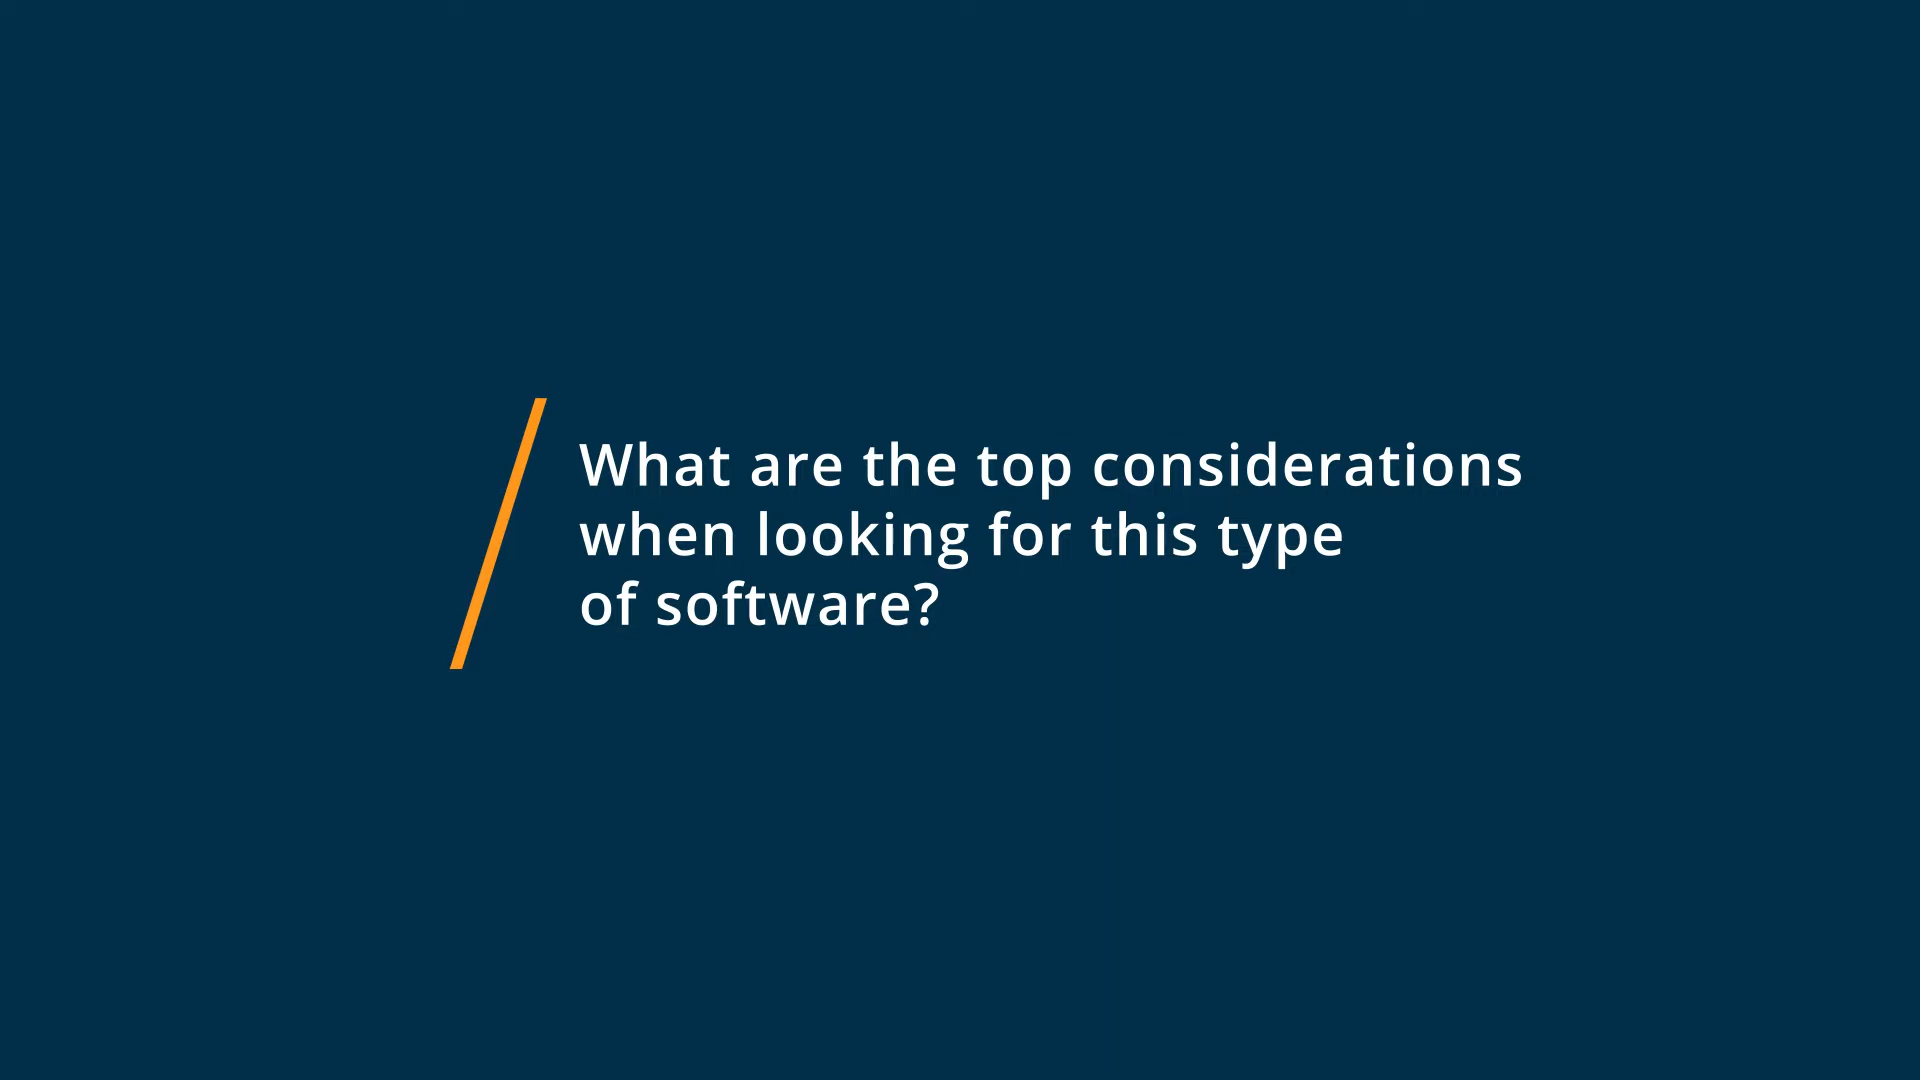 What are the top considerations
when looking for this type
of software?